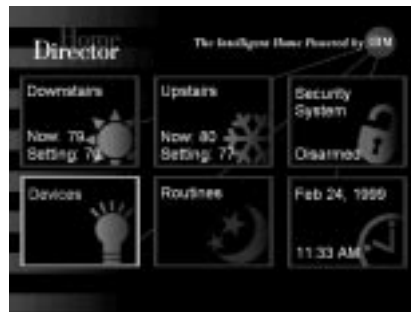 Home
Director
The Intelligent Home Powered by IBM
Downstairs
Now: 79
Setting:
Upstairs
Now: 80
Setting: 77
Security
System
Disarmed
Devices
Routines
Feb 24, 1999
11:33 AM